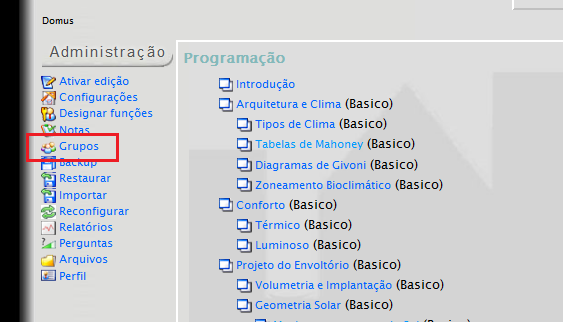 Domus
Administração
Ativar edição
Configurações
Designar funções
Notas
Grupos
Backup
Restaurar
Importar
Reconfigurar
Relatórios
Perguntas
Arquivos
Perfil
Programação
Introdução
Arquitetura e Clima (Basico)
Tipos de Clima (Basico)
Tabelas de Mahoney (Basico)
Diagramas de Givoni (Basico)
Zoneamento Bioclimático (Basico)
Conforto (Basico)
Térmico (Basico)
Luminoso (Basico)
Projeto do Envoltório (Basico)
Volumetria e Implantação (Basico)
Geometria Solar (Basico)
(Basico)